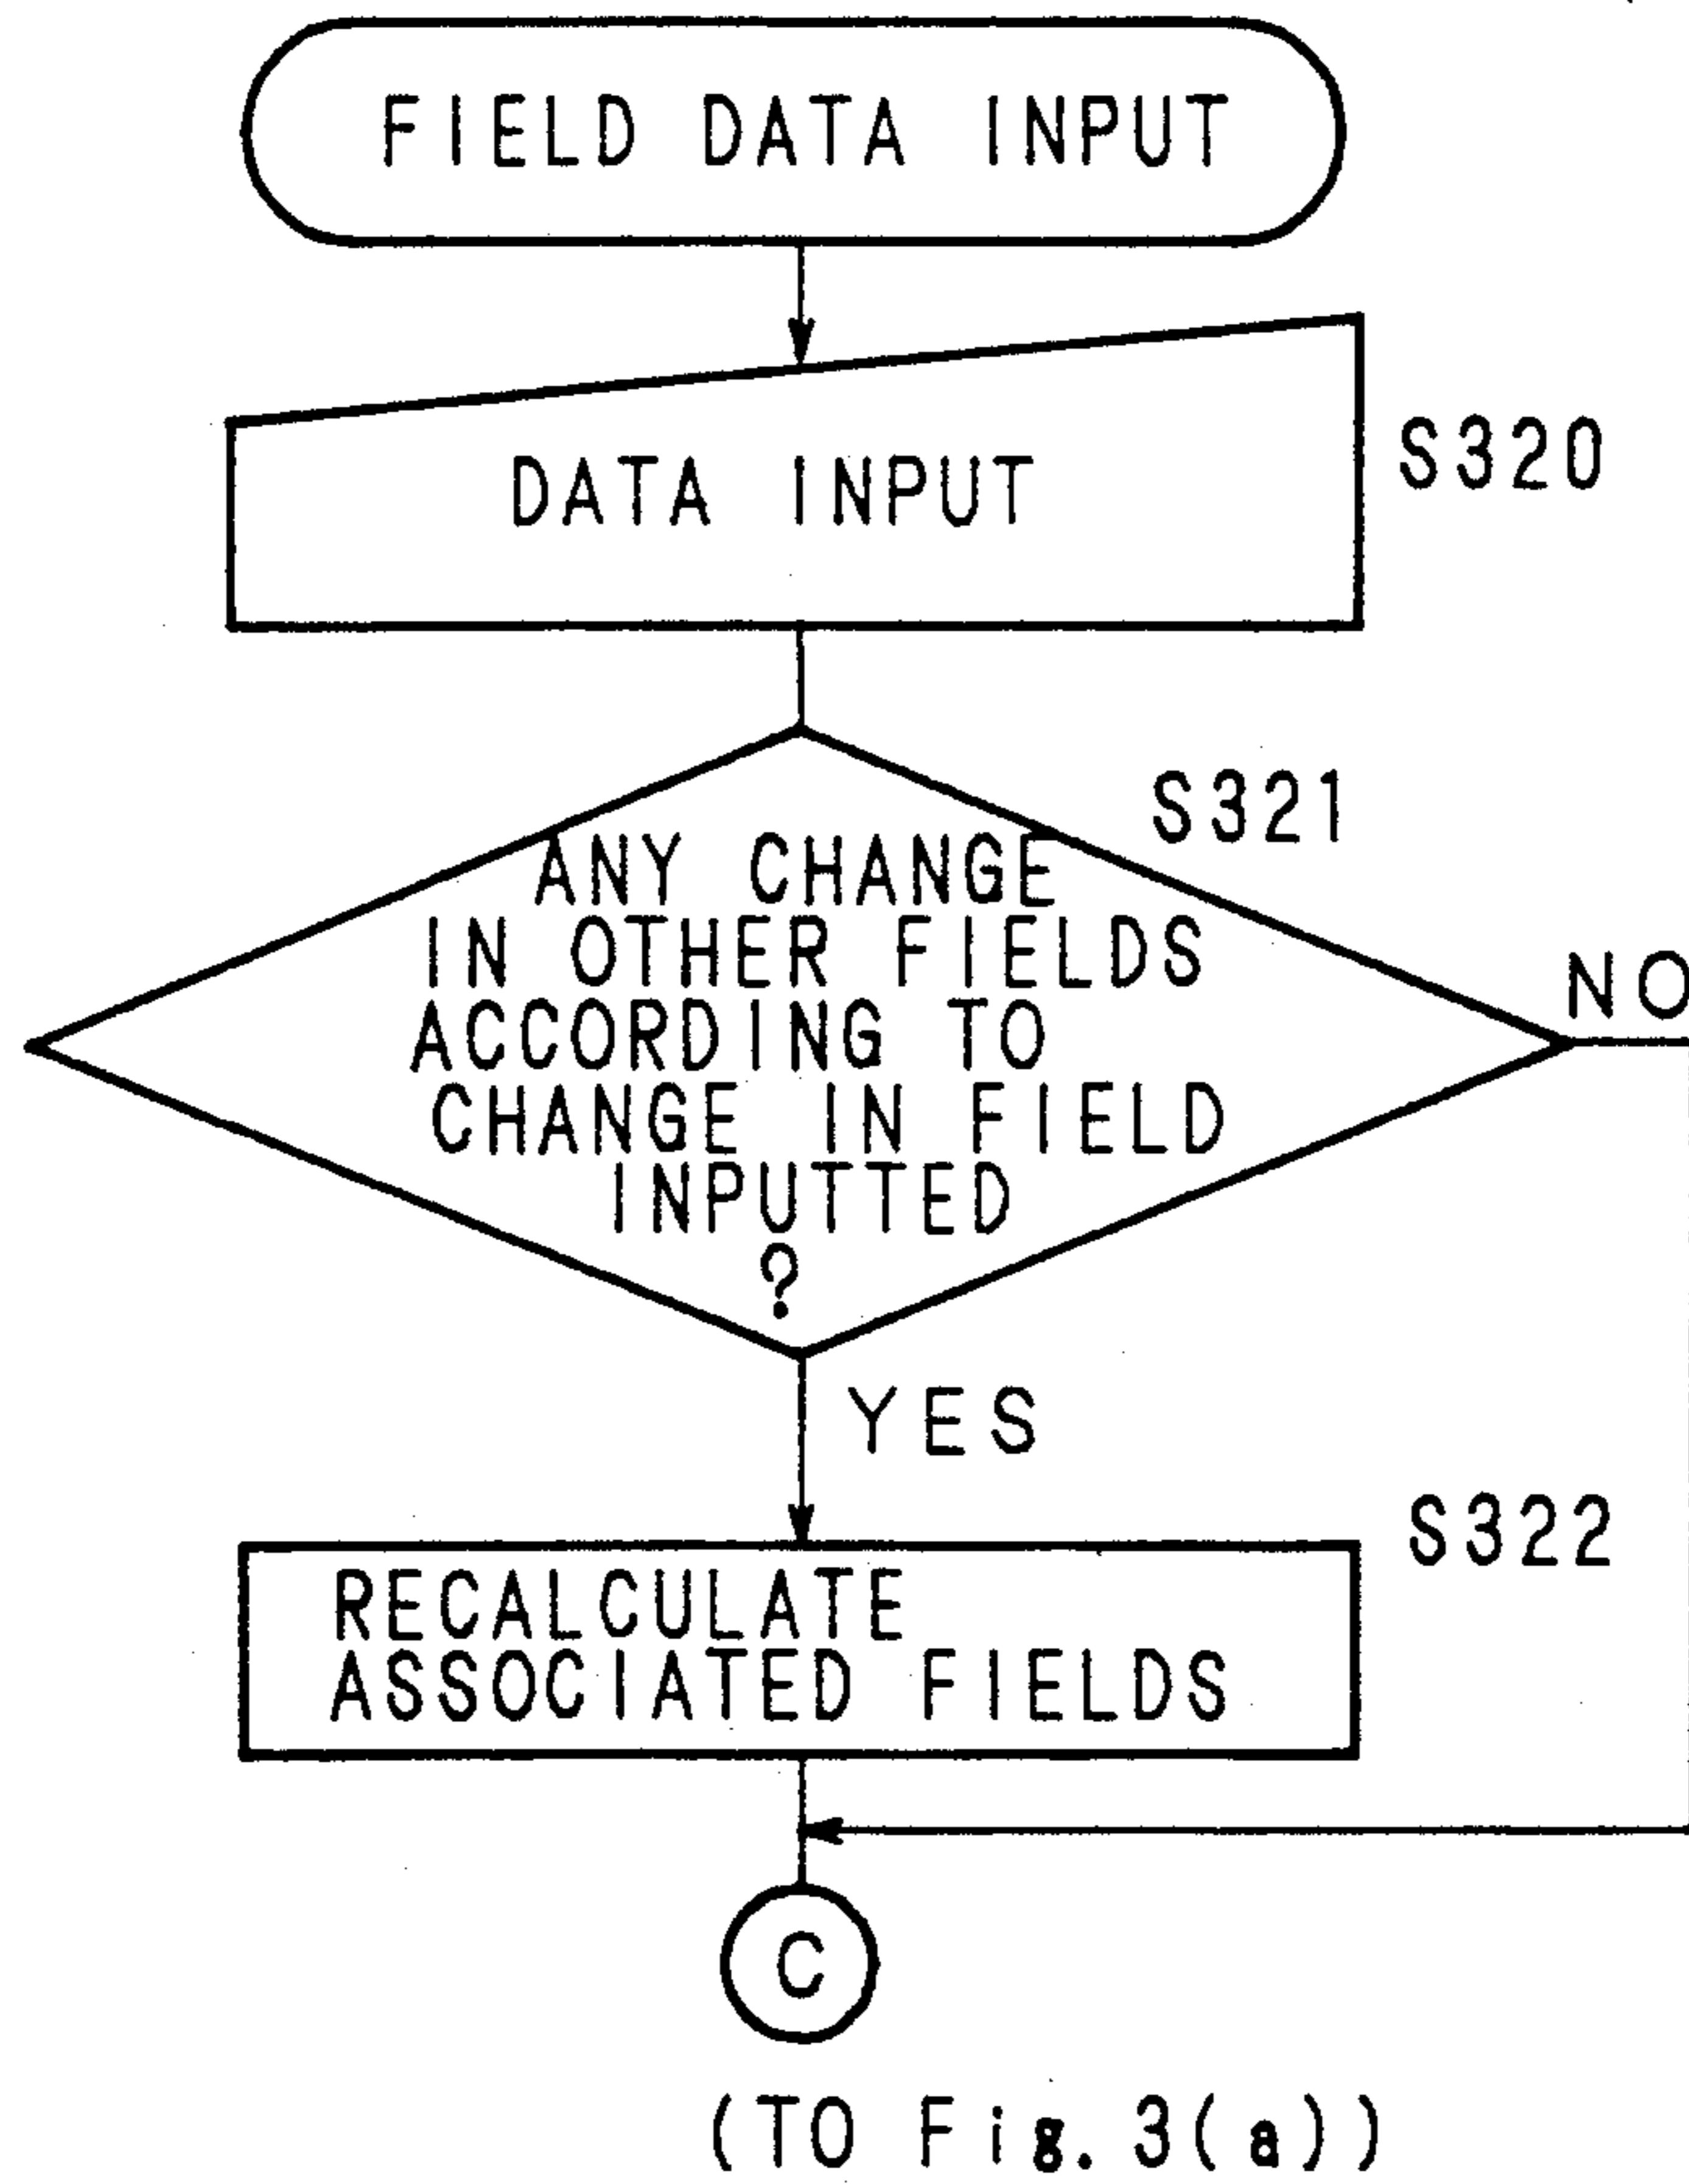 FIELD DATA INPUT
DATA INPUT
S320
S321
ANY CHANGE
IN OTHER FIELDS
ACCORDING TO
CHANGE IN FIELD
INPUTTED
?
NO
YES
S322
RECALCULATE
ASSOCIATED FIELDS
C
(TO Fig. 3(a))